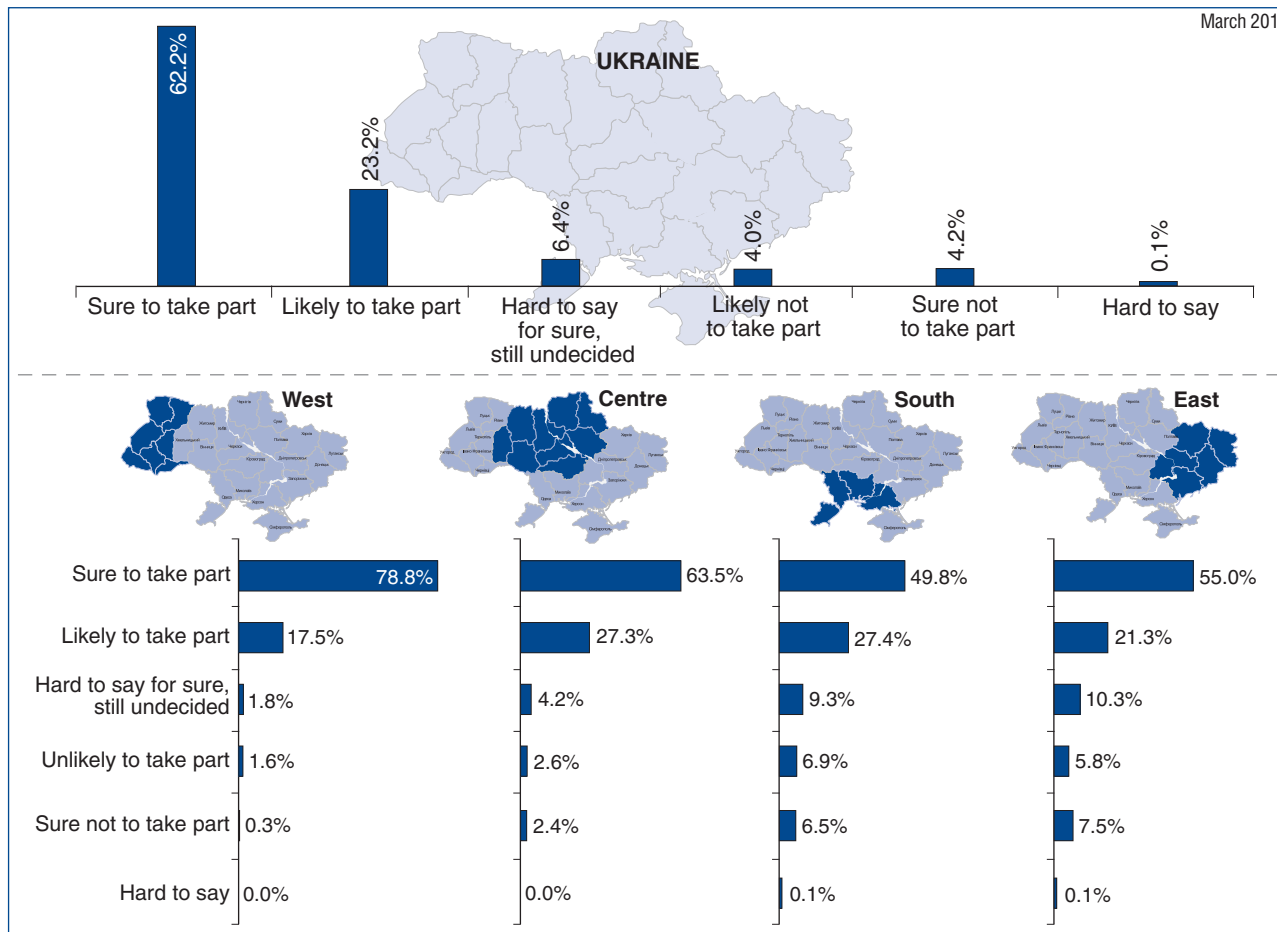 March 201
UKRAINE
62.2%
23.2%
6.4%
4.0%
4.2%
0.1%
Sure to take part
Likely to take part
Hard to say
for sure,
still undecided
Likely not
to take part
Sure not
to take part
Hard to say
West
Centre
South
East
Sure to take part
78.8%
63.5%
49.8%
55.0%
Likely to take part
17.5%
27.3%
27.4%
21.3%
Hard to say for sure,
still undecided
1.8%
4.2%
9.3%
10.3%
Unlikely to take part
1.6%
2.6%
6.9%
5.8%
Sure not to take part
0.3%
2.4%
6.5%
7.5%
Hard to say
0.0%
0.0%
0.1%
0.1%